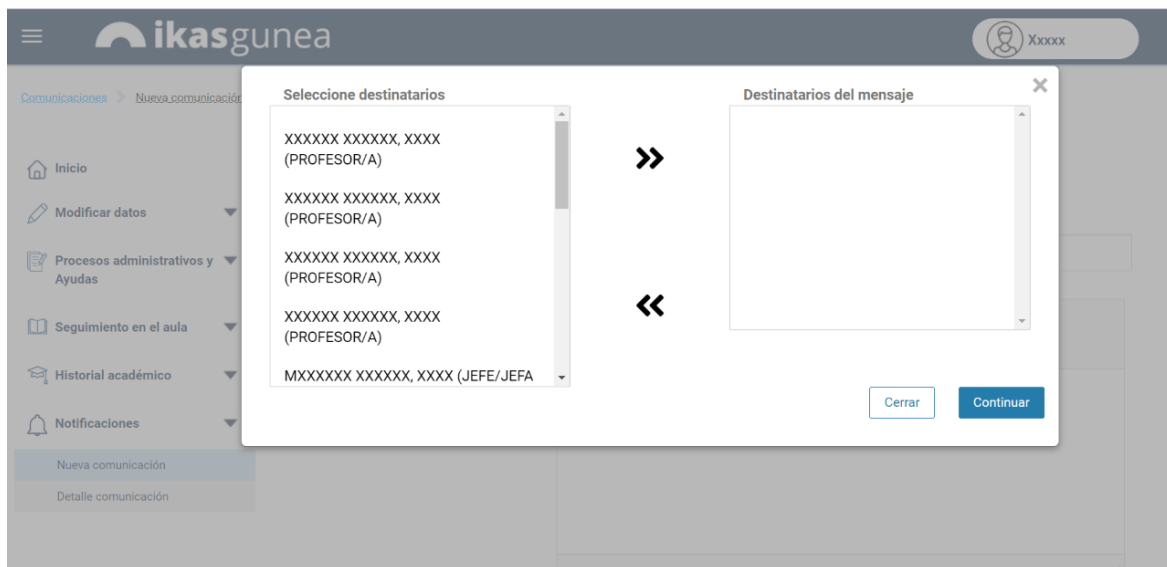 ikasgunea
Xxxxx
Comunicaciones > Nueva comunicación
Inicio
Modificar datos
Procesos administrativos y
Ayudas
Seguimiento en el aula
Historial académico
Notificaciones
Nueva comunicación
Detalle comunicación
Seleccione destinatarios
XXXXXX XXXXXX, XXXX
(PROFESOR/A)
XXXXXX XXXXXX, XXXX
(PROFESOR/A)
XXXXXX XXXXXX, XXXX
(PROFESOR/A)
XXXXXX XXXXXX, XXXX
(PROFESOR/A)
MXXXXXX XXXXXX, XXXX (JEFE/JEFA
Destinatarios del mensaje
Cerrar
Continuar